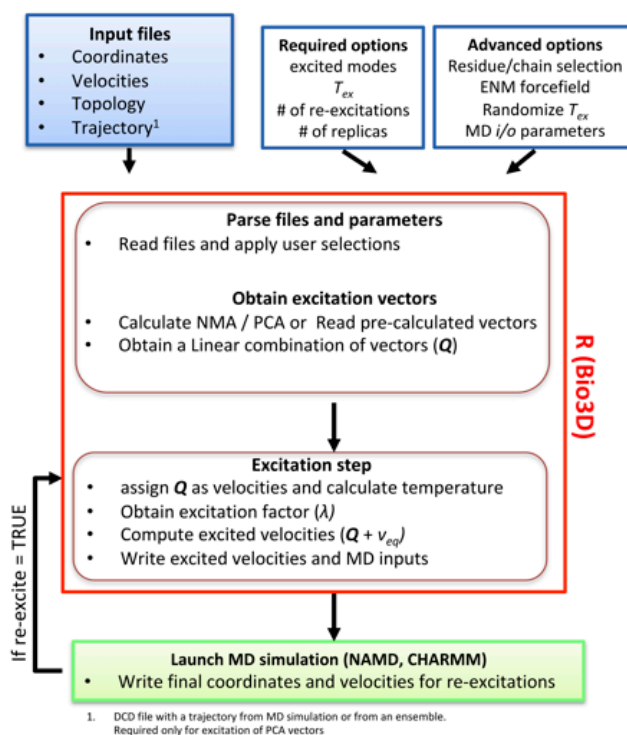 Input files
• Coordinates
• Velocities
• Topology
• Trajectory1
Required options
excited modes
Tex
# of re-excitations
# of replicas
Advanced options
Residue/chain selection
ENM forcefield
Randomize Tex
MD i/o parameters
Parse files and parameters
• Read files and apply user selections
Obtain excitation vectors
• Calculate NMA / PCA or Read pre-calculated vectors
• Obtain a Linear combination of vectors (Q)
R (Bio3D)
Excitation step
• assign Q as velocities and calculate temperature
• Obtain excitation factor (λ)
• Compute excited velocities (Q + veq)
• Write excited velocities and MD inputs
If re-excite = TRUE
Launch MD simulation (NAMD, CHARMM)
• Write final coordinates and velocities for re-excitations
1. DCD file with a trajectory from MD simulation or from an ensemble.
Required only for excitation of PCA vectors